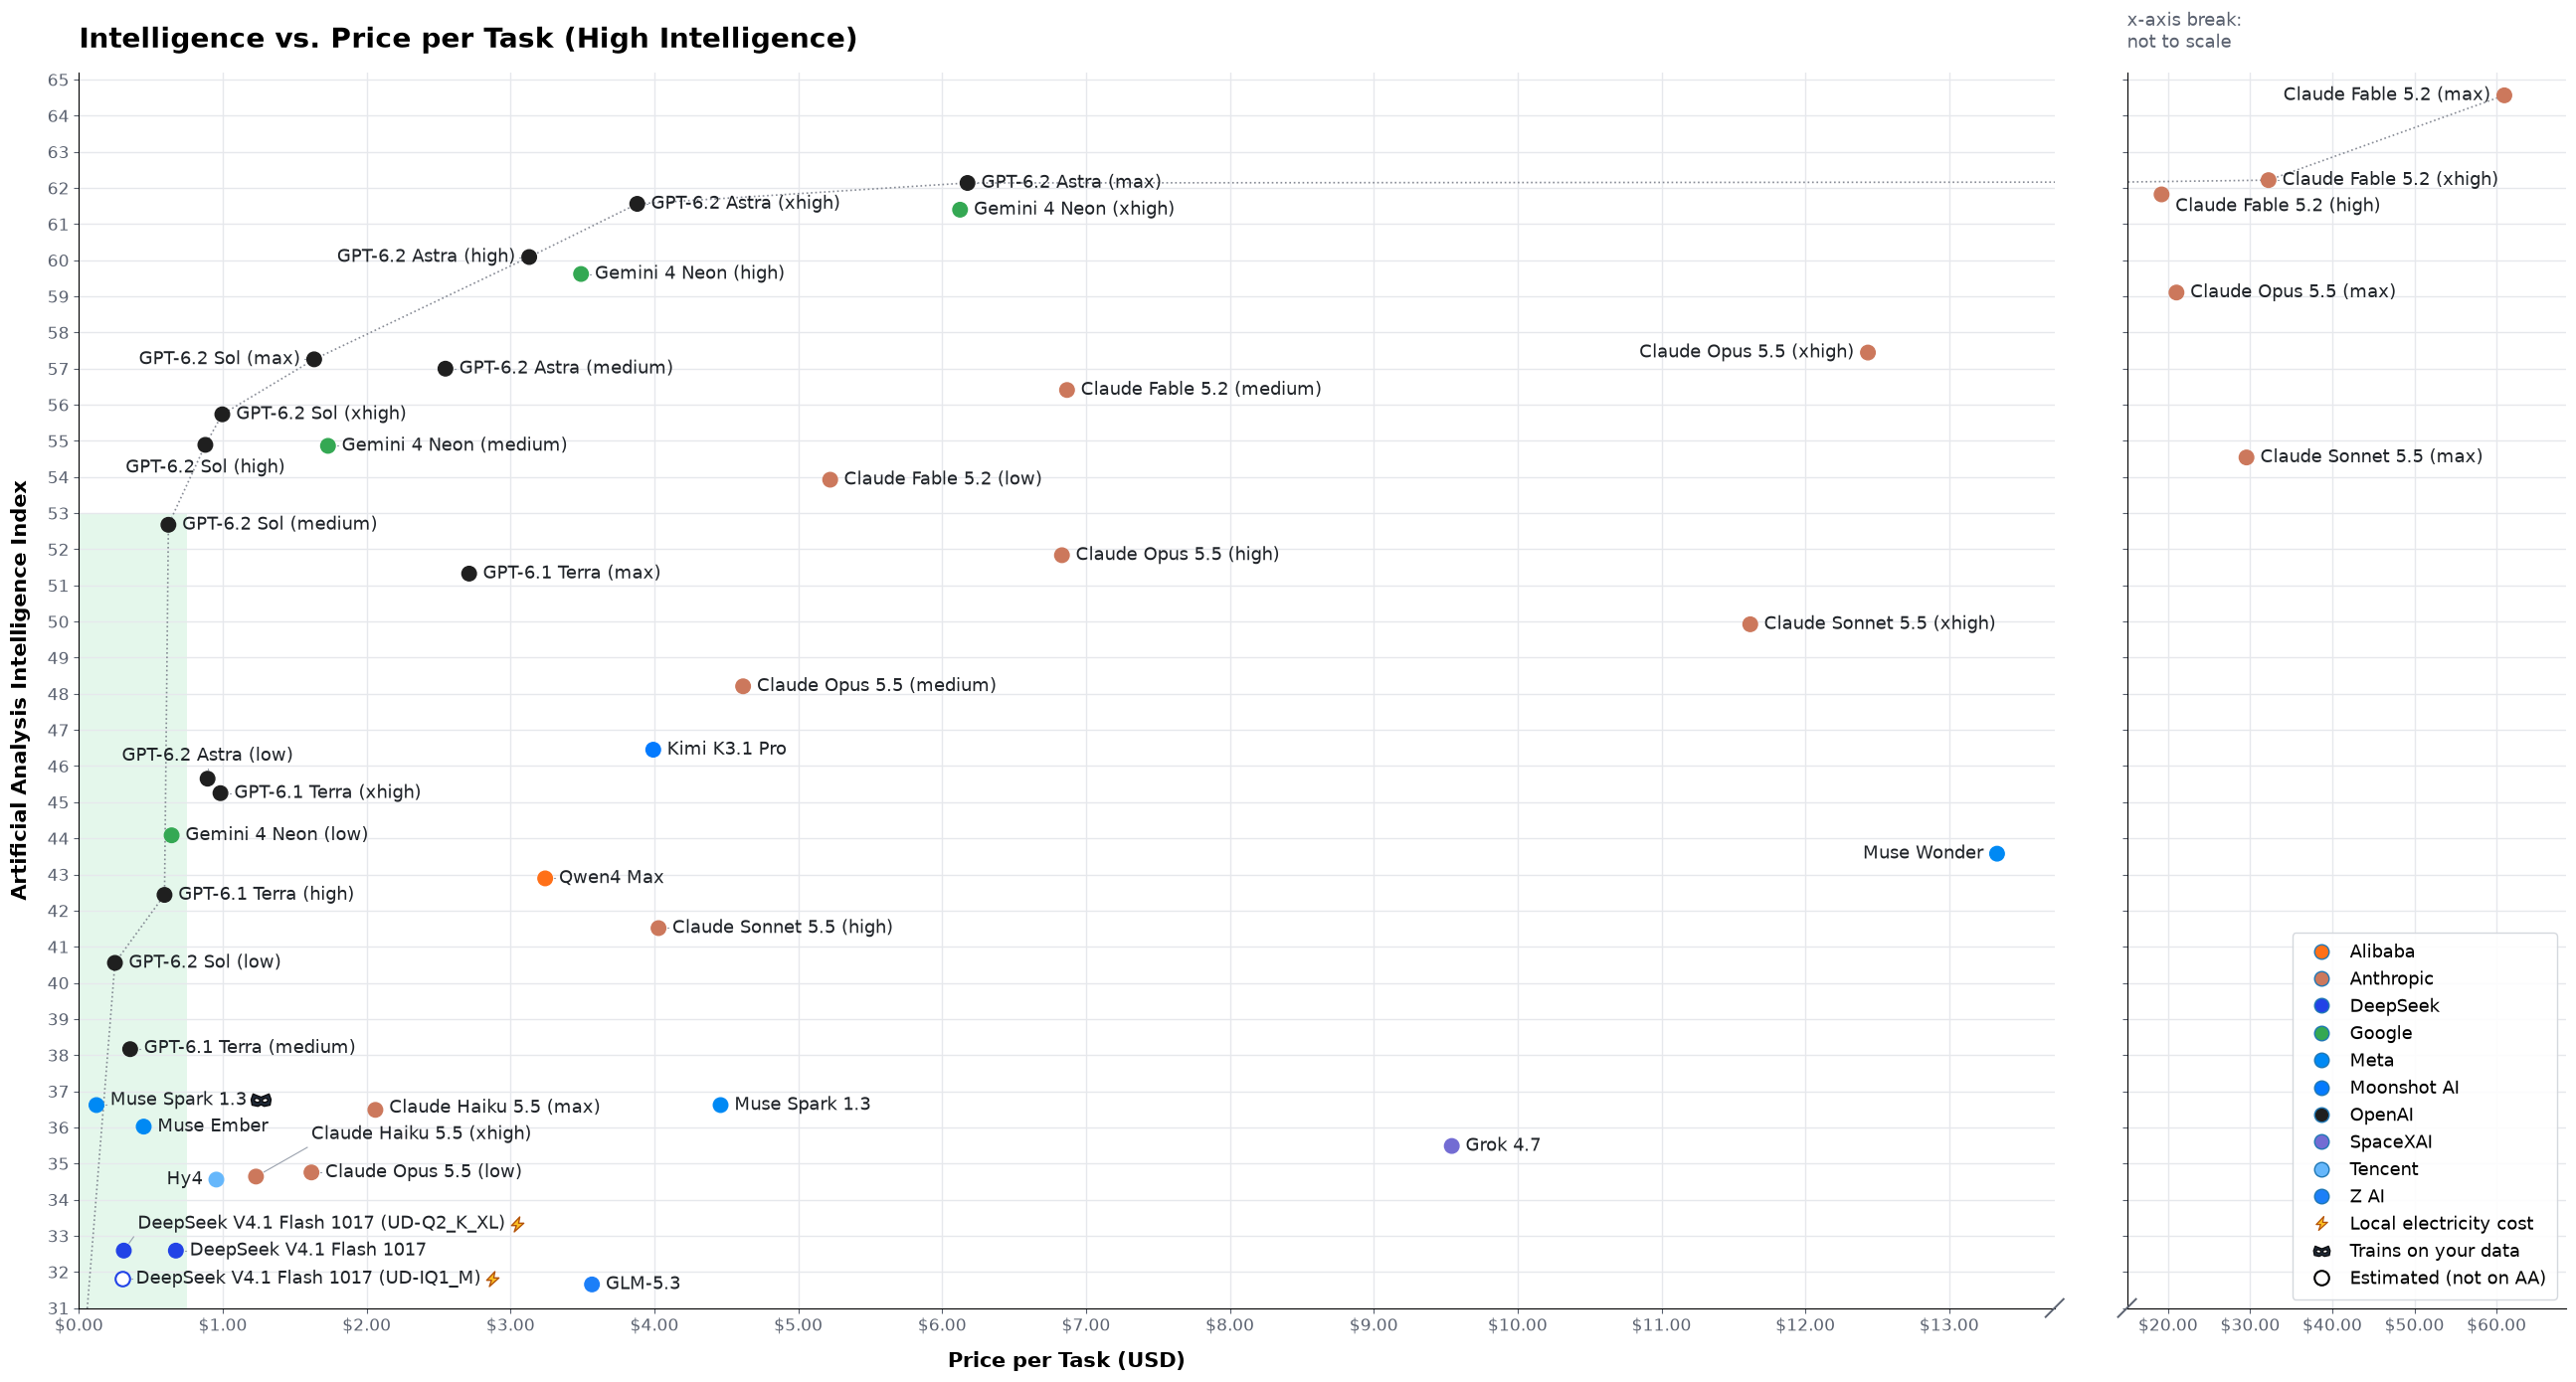 x-axis break:
not to scale
Intelligence vs. Price per Task (High Intelligence)
Artificial Analysis Intelligence Index
65
64
63
62
61
60
59
58
57
56
55
54
53
52
51
50
49
48
47
46
45
44
43
42
41
40
39
38
37
36
35
34
33
32
31
Claude Fable 5.2 (max)
GPT-6.2 Astra (max)
Claude Fable 5.2 (xhigh)
GPT-6.2 Astra (xhigh)
Gemini 4 Neon (xhigh)
Claude Fable 5.2 (high)
GPT-6.2 Astra (high)
Gemini 4 Neon (high)
Claude Opus 5.5 (max)
GPT-6.2 Sol (max)
GPT-6.2 Astra (medium)
Claude Opus 5.5 (xhigh)
Claude Fable 5.2 (medium)
GPT-6.2 Sol (xhigh)
Gemini 4 Neon (medium)
GPT-6.2 Sol (high)
Claude Sonnet 5.5 (max)
Claude Fable 5.2 (low)
GPT-6.2 Sol (medium)
Claude Opus 5.5 (high)
GPT-6.1 Terra (max)
Claude Sonnet 5.5 (xhigh)
Claude Opus 5.5 (medium)
Kimi K3.1 Pro
GPT-6.2 Astra (low)
GPT-6.1 Terra (xhigh)
Gemini 4 Neon (low)
Muse Wonder
Qwen4 Max
GPT-6.1 Terra (high)
Claude Sonnet 5.5 (high)
GPT-6.2 Sol (low)
GPT-6.1 Terra (medium)
Muse Spark 1.3
Claude Haiku 5.5 (max)
Muse Spark 1.3
Muse Ember
Claude Haiku 5.5 (xhigh)
Grok 4.7
Hy4
Claude Opus 5.5 (low)
DeepSeek V4.1 Flash 1017 (UD-Q2_K_XL)
DeepSeek V4.1 Flash 1017
DeepSeek V4.1 Flash 1017 (UD-IQ1_M)
GLM-5.3
Alibaba
Anthropic
DeepSeek
Google
Meta
Moonshot AI
OpenAI
SpaceXAI
Tencent
Z AI
Local electricity cost
Trains on your data
Estimated (not on AA)
$0.00 $1.00 $2.00 $3.00 $4.00 $5.00 $6.00 $7.00 $8.00 $9.00 $10.00 $11.00 $12.00 $13.00 $20.00 $30.00 $40.00 $50.00 $60.00
Price per Task (USD)